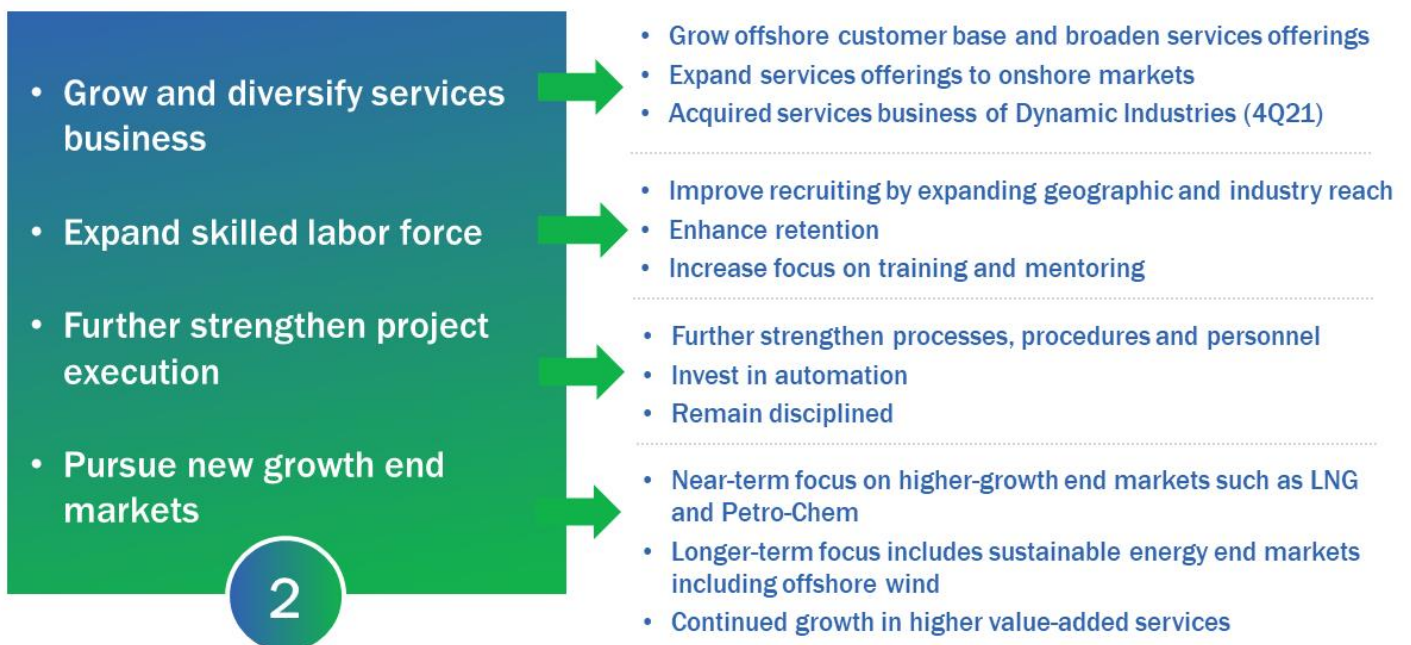 • Grow and diversify services
business
• Grow offshore customer base and broaden services offerings
• Expand services offerings to onshore markets
• Acquired services business of Dynamic Industries (4Q21)
• Expand skilled labor force
• Improve recruiting by expanding geographic and industry reach
• Enhance retention
• Increase focus on training and mentoring
• Further strengthen project
execution
• Further strengthen processes, procedures and personnel
• Invest in automation
• Remain disciplined
• Pursue new growth end
markets
• Near-term focus on higher-growth end markets such as LNG
and Petro-Chem
• Longer-term focus includes sustainable energy end markets
including offshore wind
• Continued growth in higher value-added services
2